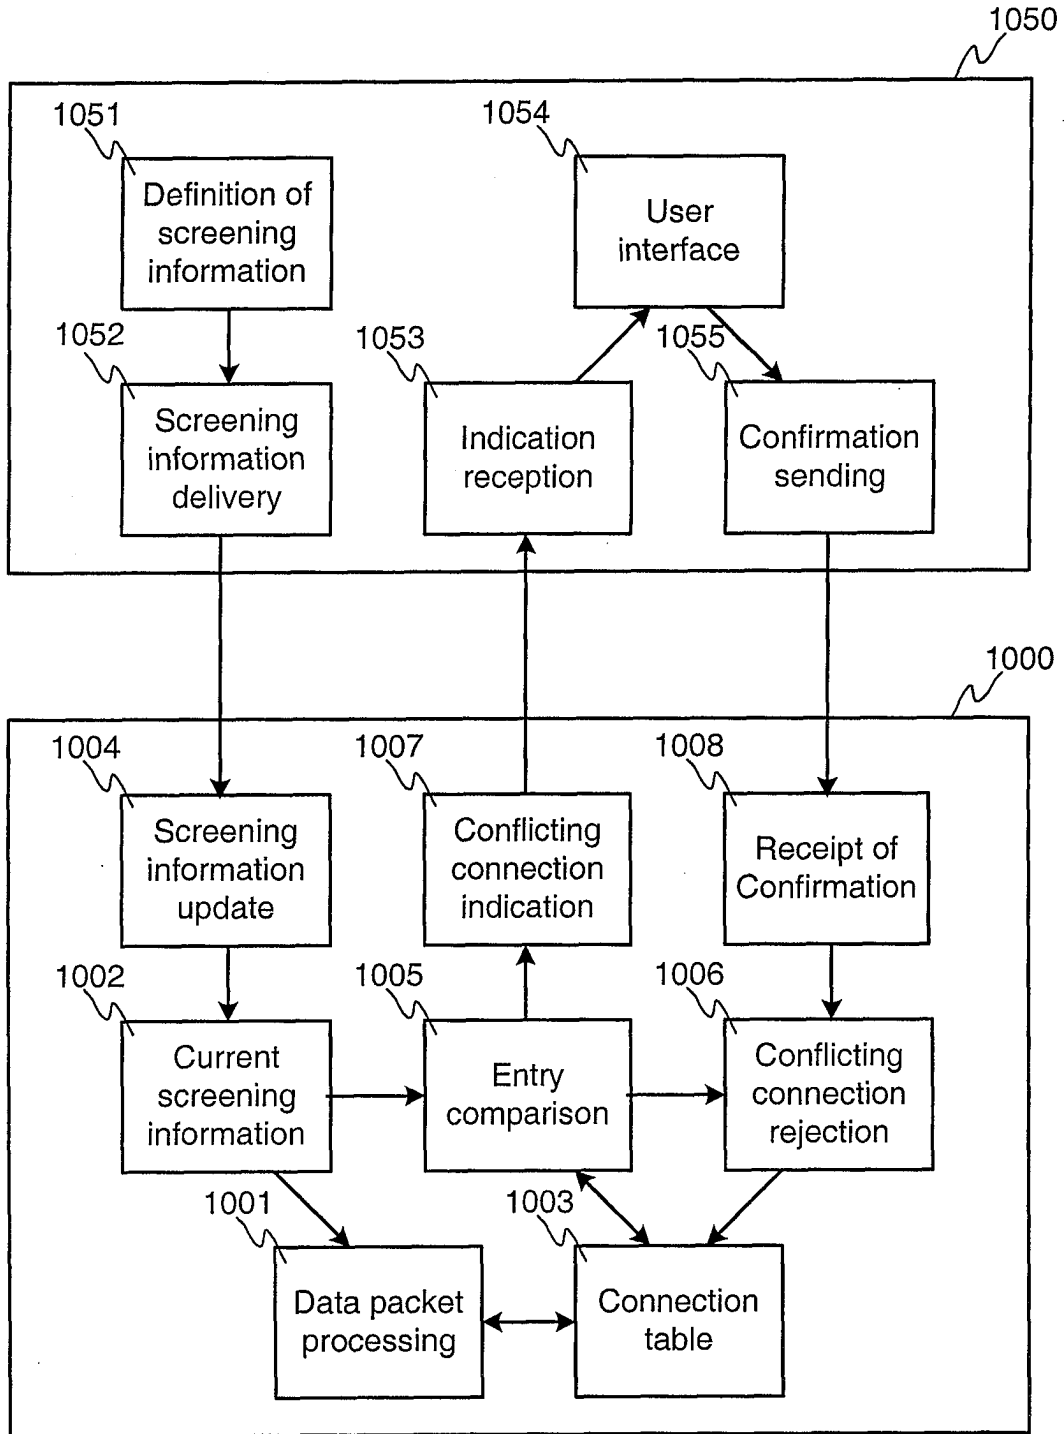 1050
1051
Definition of
screening
information
1054
User
interface
1052
Screening
information
delivery
1053
Indication
reception
1055
Confirmation
sending
1000
1004
Screening
information
update
1007
Conflicting
connection
indication
1008
Receipt of
Confirmation
1002
Current
screening
information
1005
Entry
comparison
1006
Conflicting
connection
rejection
1001
Data packet
processing
1003
Connection
table